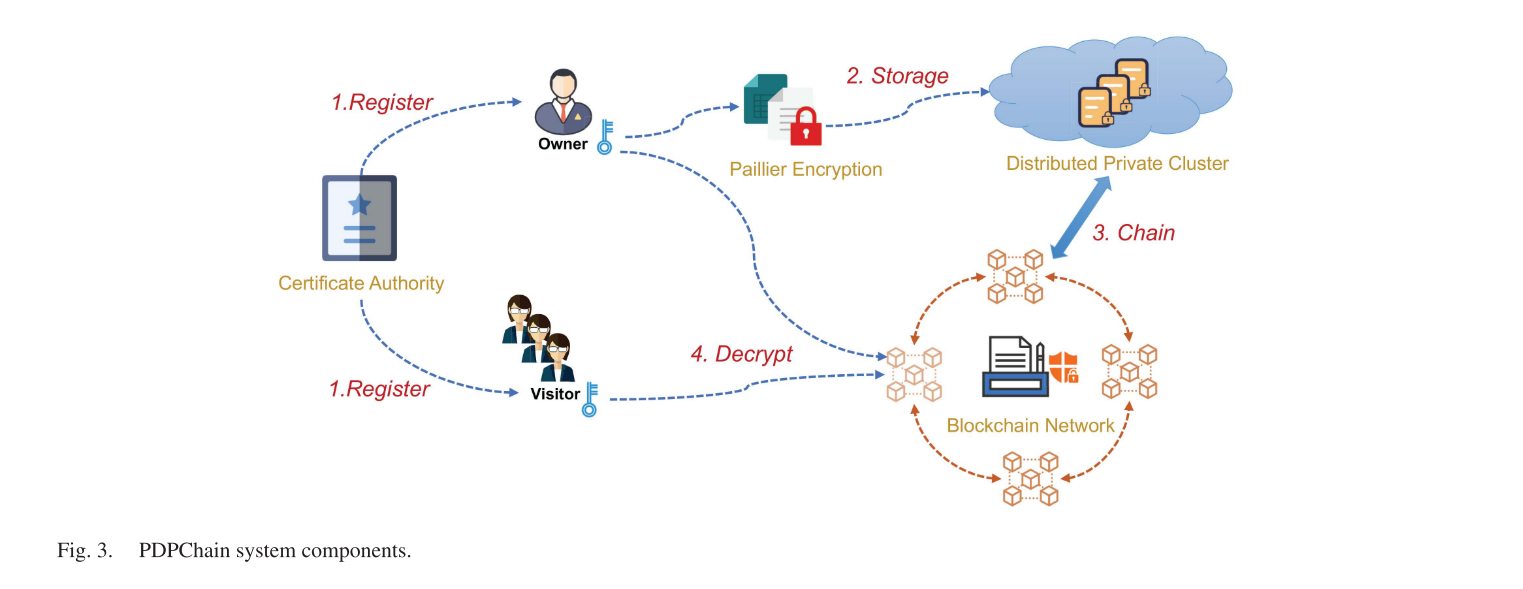 1.Register
Owner
2. Storage
Paillier Encryption
Distributed Private Cluster
3. Chain
Certificate Authority
1.Register
Visitor
4. Decrypt
Blockchain Network
Fig. 3. PDPChain system components.